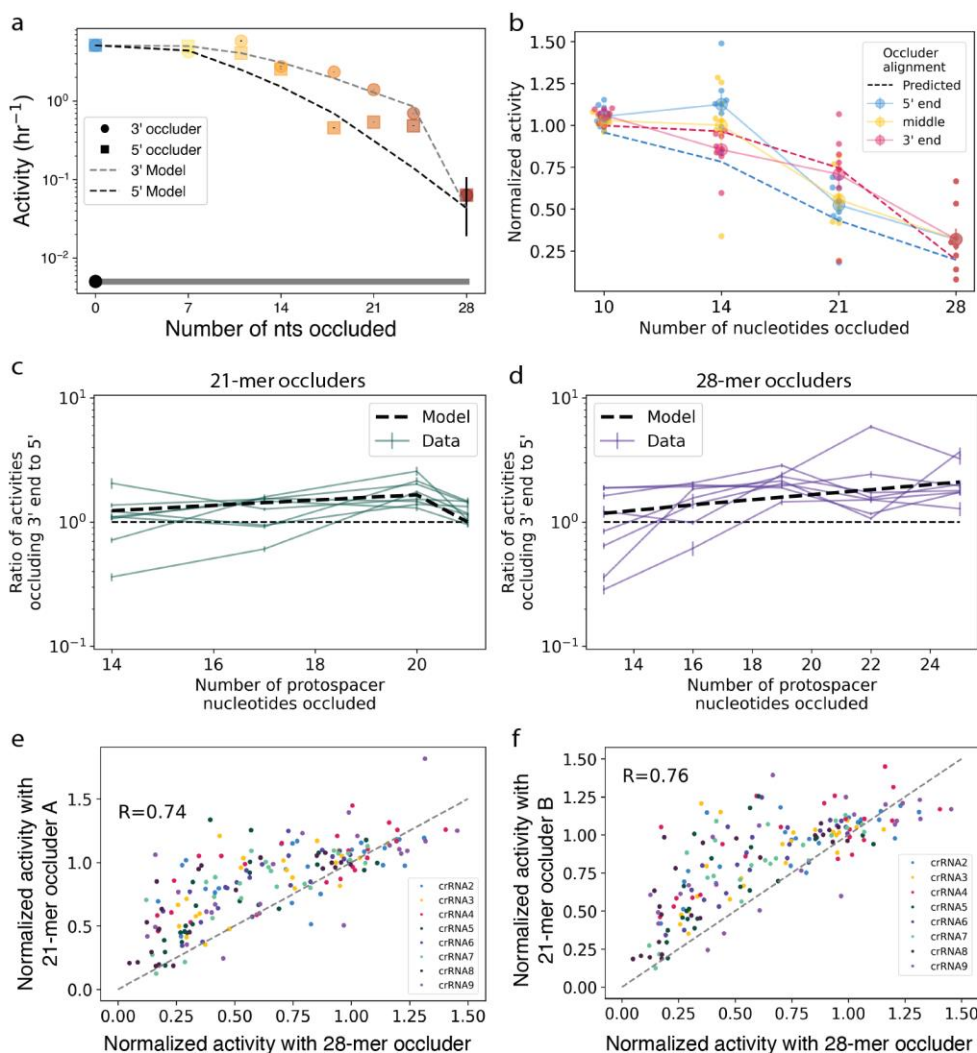 a
Activity (hr⁻¹)
10⁰
10⁻¹
10⁻²
3' occluder
5' occluder
3' Model
5' Model
0
7
14
21
28
Number of nts occluded
b
Normalized activity
1.50
1.25
1.00
0.75
0.50
0.25
Occluder
alignment
Predicted
5' end
middle
3' end
10
14
21
28
Number of nucleotides occluded
c
21-mer occluders
Ratio of activities
occluding 3' end to 5'
10¹
10⁰
10⁻¹
Model
Data
14
16
18
20
Number of protospacer
nucleotides occluded
d
28-mer occluders
Ratio of activities
occluding 3' end to 5'
10¹
10⁰
10⁻¹
Model
Data
14
16
18
20
22
24
Number of protospacer
nucleotides occluded
e
Normalized activity with
21-mer occluder A
1.5
1.0
0.5
0.0
R=0.74
crRNA2
crRNA3
crRNA4
crRNA5
crRNA6
crRNA7
crRNA8
crRNA9
0.00
0.25
0.50
0.75
1.00
1.25
1.50
Normalized activity with 28-mer occluder
f
Normalized activity with
21-mer occluder B
1.50
1.25
1.00
0.75
0.50
0.25
0.00
R=0.76
crRNA2
crRNA3
crRNA4
crRNA5
crRNA6
crRNA7
crRNA8
crRNA9
0.00
0.25
0.50
0.75
1.00
1.25
1.50
Normalized activity with 28-mer occluder